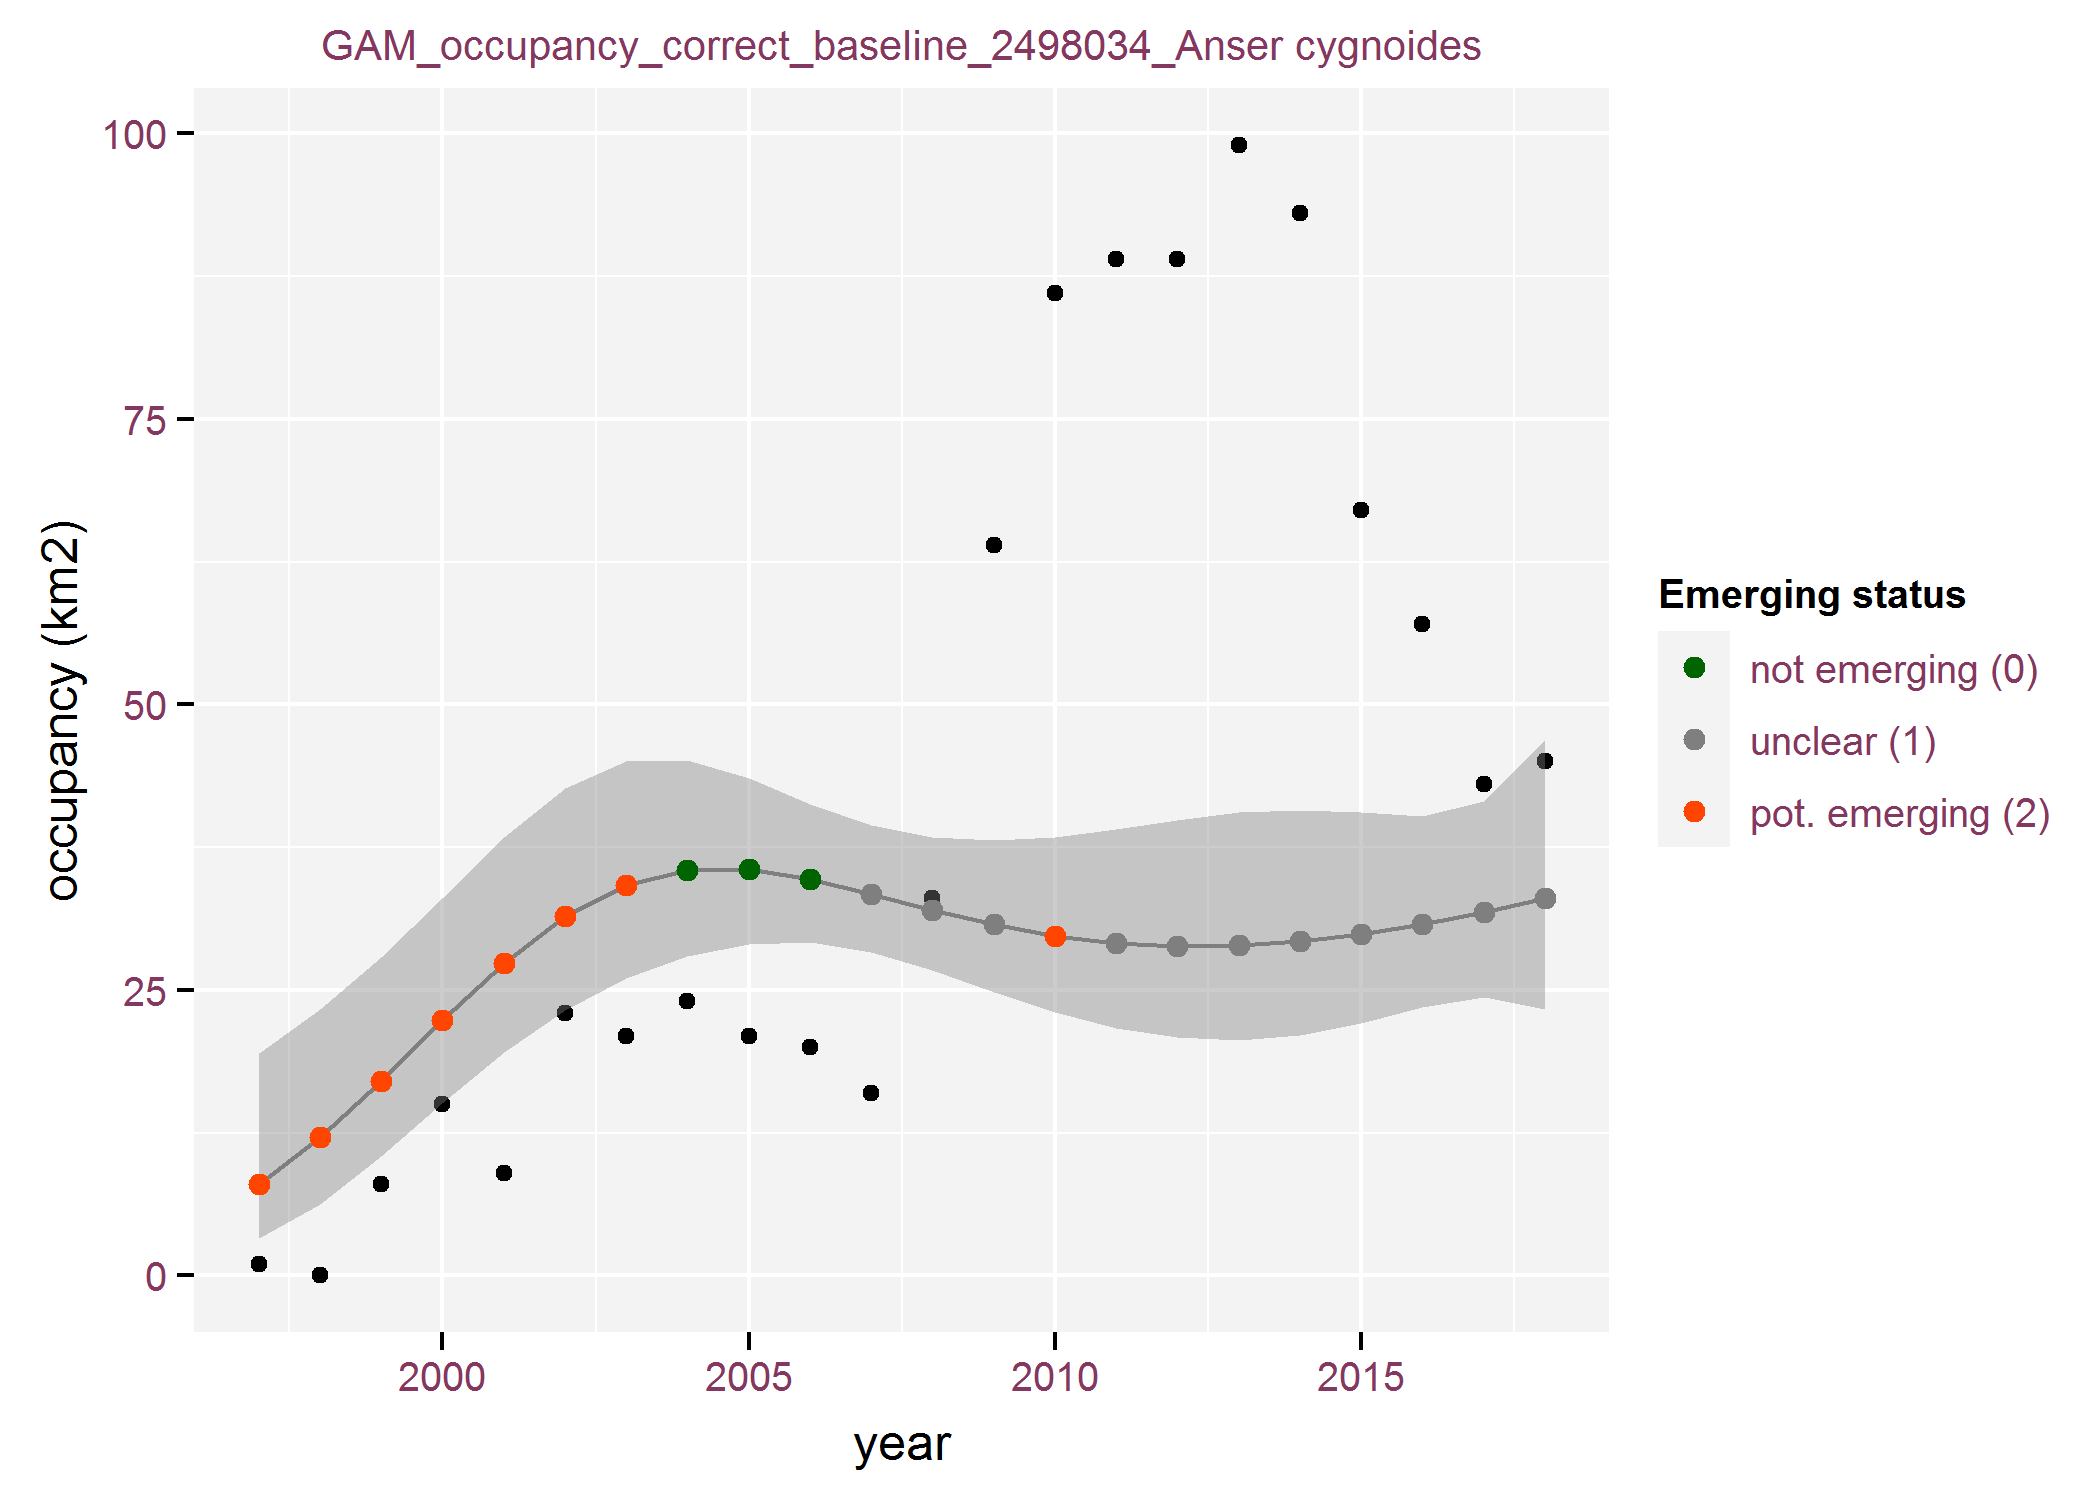 GAM_occupancy_correct_baseline_2498034_Anser cygnoides
100
75
50
25
0
occupancy (km2)
2000 2005 2010 2015
year
Emerging status
not emerging (0)
unclear (1)
pot. emerging (2)